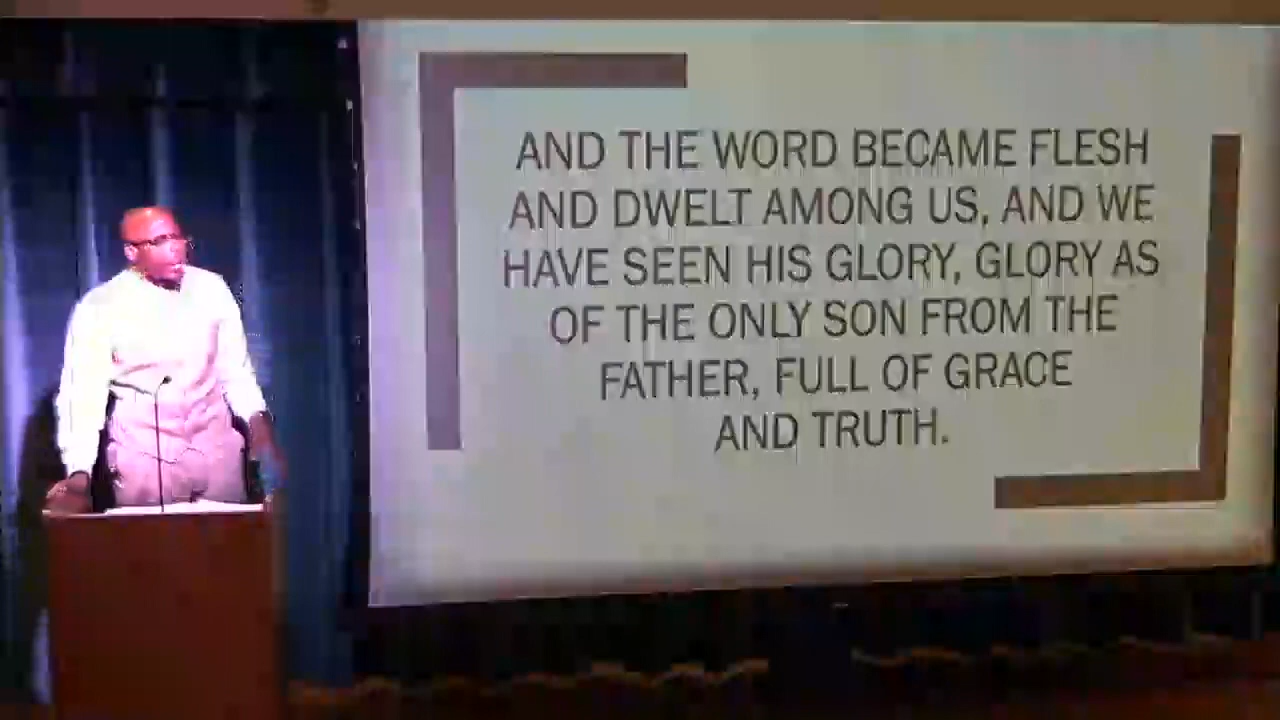 AND THE WORD BECAME FLESH
AND DWELT AMONG US, AND WE
HAVE SEEN HIS GLORY, GLORY AS
OF THE ONLY SON FROM THE
FATHER, FULL OF GRACE
AND TRUTH.